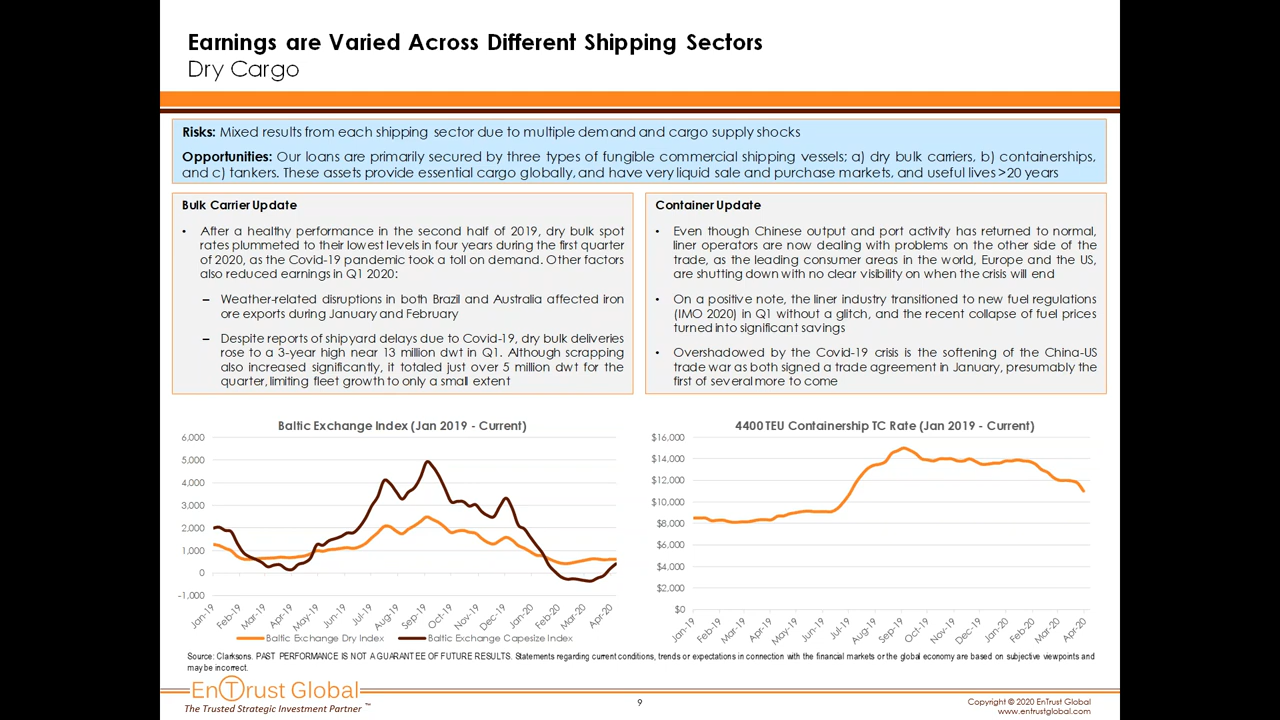 Earnings are Varied Across Different Shipping Sectors
Dry Cargo
Risks: Mixed results from each shipping sector due to multiple demand and cargo supply shocks
Opportunities: Our loans are primarily secured by three types of fungible commercial shipping vessels; a) dry bulk carriers, b) containerships,
and c) tankers. These assets provide essential cargo globally, and have very liquid sale and purchase markets, and useful lives >20 years
Bulk Carrier Update
• After a healthy performance in the second half of 2019, dry bulk spot
rates plummeted to their lowest levels in four years during the first quarter
of 2020, as the Covid-19 pandemic took a toll on demand. Other factors
also reduced earnings in Q1 2020:
– Weather-related disruptions in both Brazil and Australia affected iron
ore exports during January and February
– Despite reports of shipyard delays due to Covid-19, dry bulk deliveries
rose to a 3-year high near 13 million dwt in Q1. Although scrapping
also increased significantly, it totaled just over 5 million dwt for the
quarter, limiting fleet growth to only a small extent
Container Update
• Even though Chinese output and port activity has returned to normal,
liner operators are now dealing with problems on the other side of the
trade, as the leading consumer areas in the world, Europe and the US,
are shutting down with no clear visibility on when the crisis will end
• On a positive note, the liner industry transitioned to new fuel regulations
(IMO 2020) in Q1 without a glitch, and the recent collapse of fuel prices
turned into significant savings
• Overshadowed by the Covid-19 crisis is the softening of the China-US
trade war as both signed a trade agreement in January, presumably the
first of several more to come
Baltic Exchange Index (Jan 2019 - Current)
6,000
5,000
4,000
3,000
2,000
1,000
0
-1,000
Jan-19 Feb-19 Mar-19 Apr-19 May-19 Jun-19 Jul-19 Aug-19 Sep-19 Oct-19 Nov-19 Dec-19 Jan-20 Feb-20 Mar-20 Apr-20
Baltic Exchange Dry Index Baltic Exchange Capesize Index
4400 TEU Containership TC Rate (Jan 2019 - Current)
$16,000
$14,000
$12,000
$10,000
$8,000
$6,000
$4,000
$2,000
$0
Jan-19 Feb-19 Mar-19 Apr-19 May-19 Jun-19 Jul-19 Aug-19 Sep-19 Oct-19 Nov-19 Dec-19 Jan-20 Feb-20 Mar-20 Apr-20
Source: Clarksons. PAST PERFORMANCE IS NOT A GUARANTEE OF FUTURE RESULTS. Statements regarding current conditions, trends or expectations in connection with the financial markets or the global economy are based on subjective viewpoints and
may be incorrect.
EnTrust Global
The Trusted Strategic Investment Partner ™
9
Copyright © 2020 EnTrust Global
www.entrustglobal.com